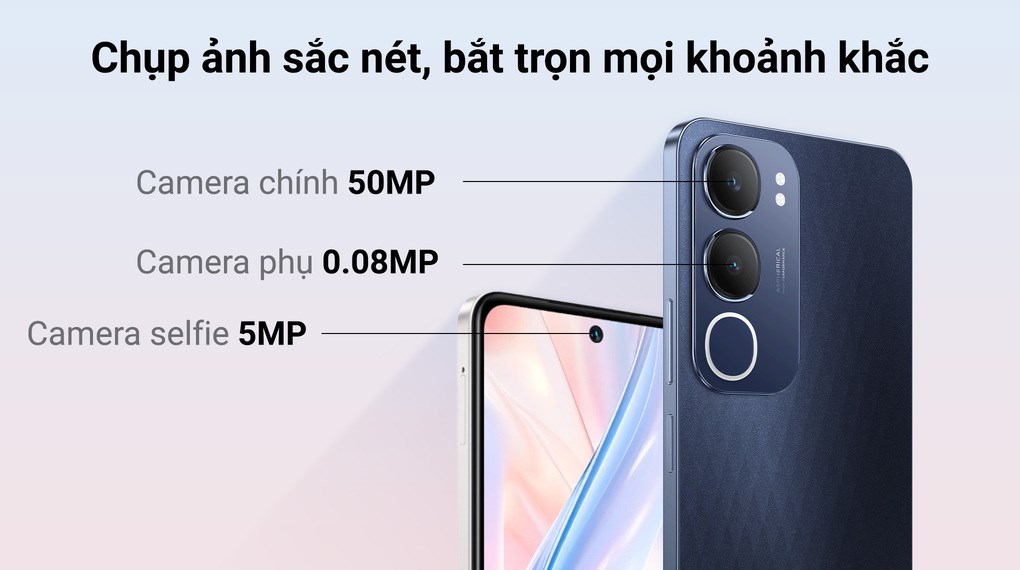 Chụp ảnh sắc nét, bắt trọn mọi khoảnh khắc
Camera chính 50MP
Camera phụ 0.08MP
Camera selfie 5MP